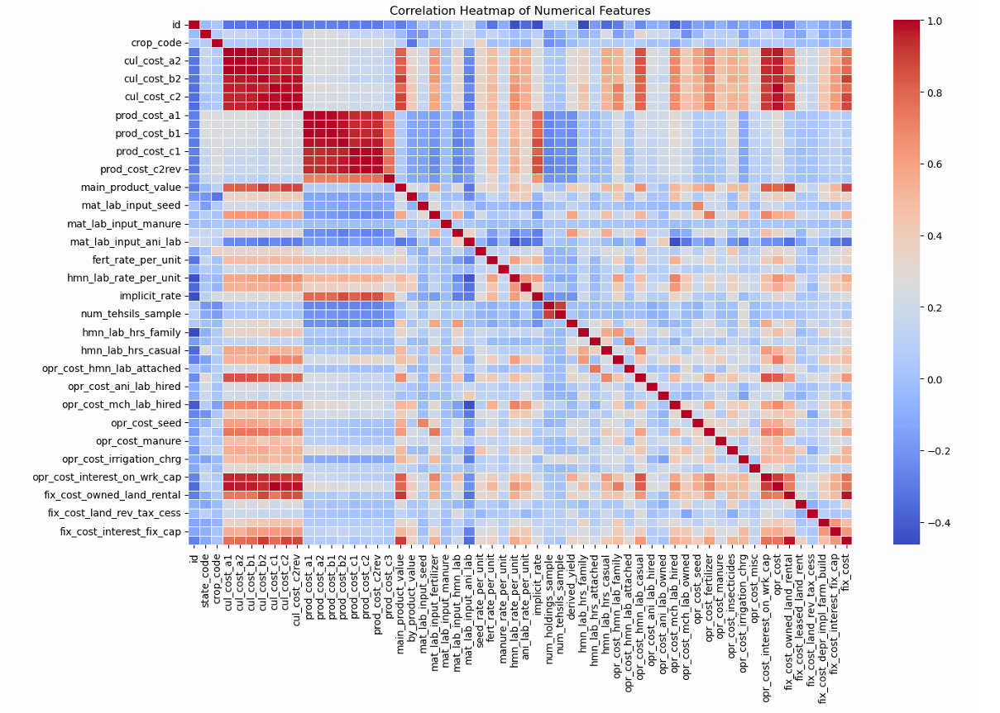 Correlation Heatmap of Numerical Features
id
crop_code
cul_cost_a2
cul_cost_b2
cul_cost_c2
prod_cost_a1
prod_cost_b1
prod_cost_c1
prod_cost_c2rev
main_product_value
mat_lab_input_seed
mat_lab_input_manure
mat_lab_input_ani_lab
fert_rate_per_unit
hmn_lab_rate_per_unit
implicit_rate
num_tehsils_sample
hmn_lab_hrs_family
hmn_lab_hrs_casual
opr_cost_hmn_lab_attached
opr_cost_ani_lab_hired
opr_cost_mch_lab_hired
opr_cost_seed
opr_cost_manure
opr_cost_irrigation_chrg
opr_cost_interest_on_wrk_cap
fix_cost_owned_land_rental
fix_cost_land_rev_tax_cess
fix_cost_interest_fix_cap
id
state_code
crop_code
cul_cost_a1
cul_cost_a2
cul_cost_b1
cul_cost_b2
cul_cost_c1
cul_cost_c2
cul_cost_c2rev
prod_cost_a1
prod_cost_a2
prod_cost_b1
prod_cost_b2
prod_cost_c1
prod_cost_c2
prod_cost_c2rev
prod_cost_c3
main_product_value
by_product_value
mat_lab_input_seed
mat_lab_input_fertilizer
mat_lab_input_manure
mat_lab_input_hmn_lab
mat_lab_input_ani_lab
seed_rate_per_unit
fert_rate_per_unit
manure_rate_per_unit
hmn_lab_rate_per_unit
ani_lab_rate_per_unit
implicit_rate
num_holdings_sample
num_tehsils_sample
derived_yield
hmn_lab_hrs_family
hmn_lab_hrs_attached
hmn_lab_hrs_casual
opr_cost_hmn_lab_family
opr_cost_hmn_lab_attached
opr_cost_hmn_lab_casual
opr_cost_ani_lab_hired
opr_cost_ani_lab_owned
opr_cost_mch_lab_hired
opr_cost_mch_lab_owned
opr_cost_seed
opr_cost_fertilizer
opr_cost_manure
opr_cost_insecticides
opr_cost_irrigation_chrg
opr_cost_misc
opr_cost_interest_on_wrk_cap
opr_cost
fix_cost_owned_land_rental
fix_cost_leased_land_rent
fix_cost_land_rev_tax_cess
fix_cost_depr_impl_farm_build
fix_cost_interest_fix_cap
fix_cost
1.0
0.8
0.6
0.4
0.2
0.0
−0.2
−0.4